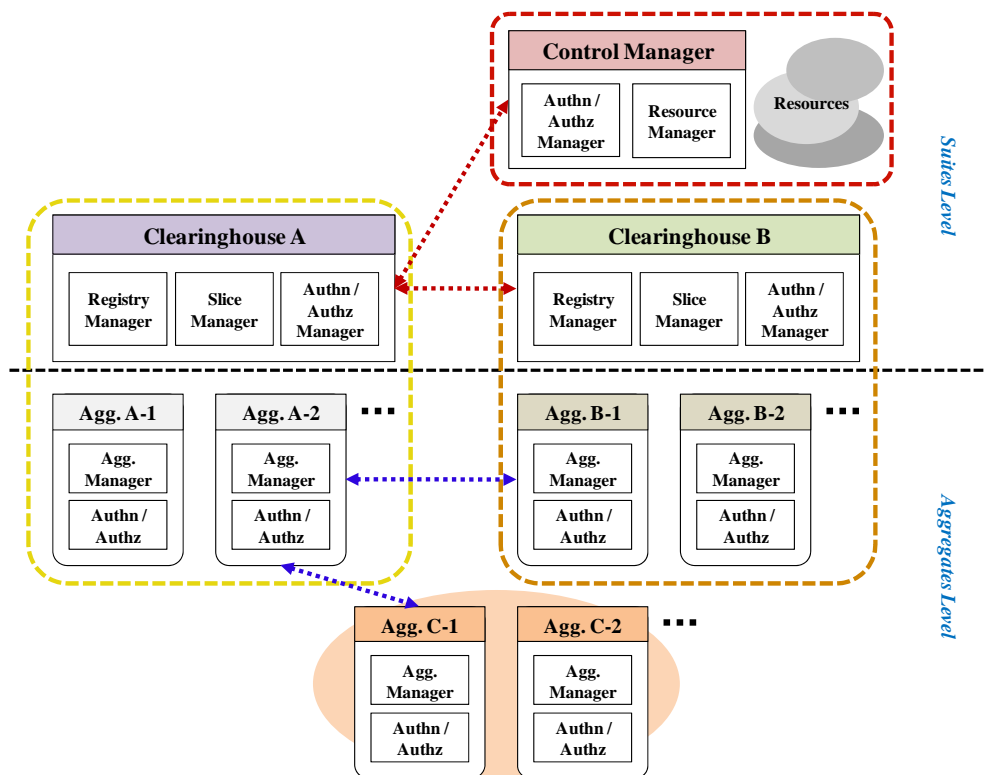 Control Manager
Authn /
Authz
Manager
Resource
Manager
Resources
Suites Level
Clearinghouse A
Registry
Manager
Slice
Manager
Authn /
Authz
Manager
Clearinghouse B
Registry
Manager
Slice
Manager
Authn /
Authz
Manager
Agg. A-1
Agg.
Manager
Authn /
Authz
Agg. A-2
Agg.
Manager
Authn /
Authz
...
Agg. B-1
Agg.
Manager
Authn /
Authz
Agg. B-2
Agg.
Manager
Authn /
Authz
...
Aggregates Level
Agg. C-1
Agg.
Manager
Authn /
Authz
Agg. C-2
Agg.
Manager
Authn /
Authz
...